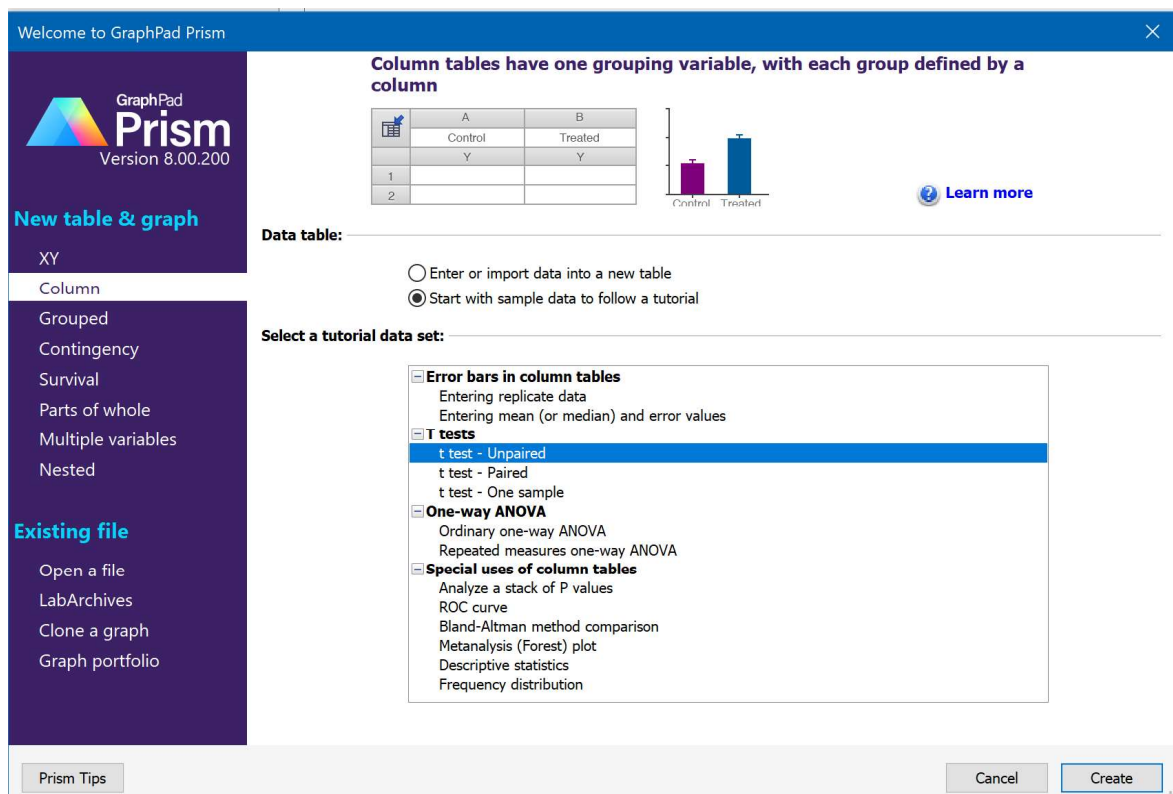 Welcome to GraphPad Prism
GraphPad
Prism
Version 8.00.200
New table & graph
XY
Column
Grouped
Contingency
Survival
Parts of whole
Multiple variables
Nested
Existing file
Open a file
LabArchives
Clone a graph
Graph portfolio
Column tables have one grouping variable, with each group defined by a
column
A B
Control Treated
Y Y
1
2
Control Treated
Learn more
Data table:
Enter or import data into a new table
Start with sample data to follow a tutorial
Select a tutorial data set:
Error bars in column tables
Entering replicate data
Entering mean (or median) and error values
T tests
t test - Unpaired
t test - Paired
t test - One sample
One-way ANOVA
Ordinary one-way ANOVA
Repeated measures one-way ANOVA
Special uses of column tables
Analyze a stack of P values
ROC curve
Bland-Altman method comparison
Metanalysis (Forest) plot
Descriptive statistics
Frequency distribution
Prism Tips
Cancel
Create